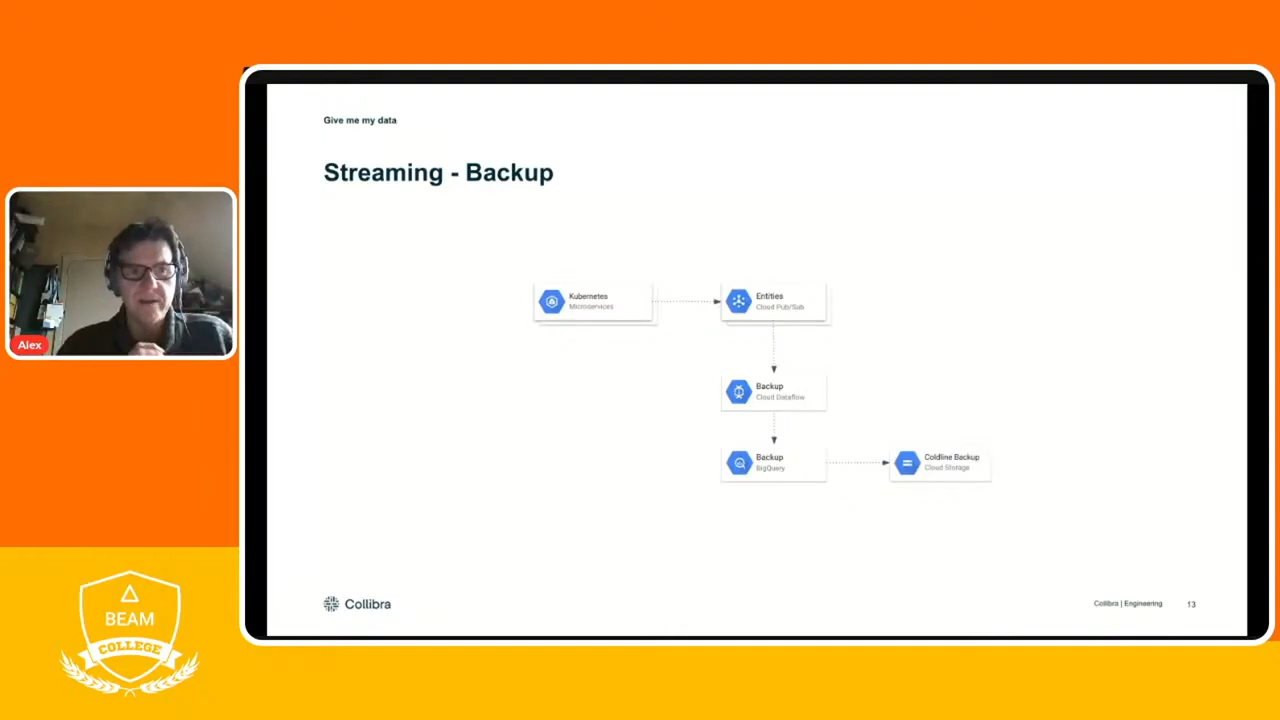 Give me my data
Streaming - Backup
Kubernetes
Microservices
Entities
Cloud Pub/Sub
Backup
Cloud Dataflow
Backup
BigQuery
Coldline Backup
Cloud Storage
Alex
BEAM
COLLEGE
Collibra
Collibra | Engineering
13